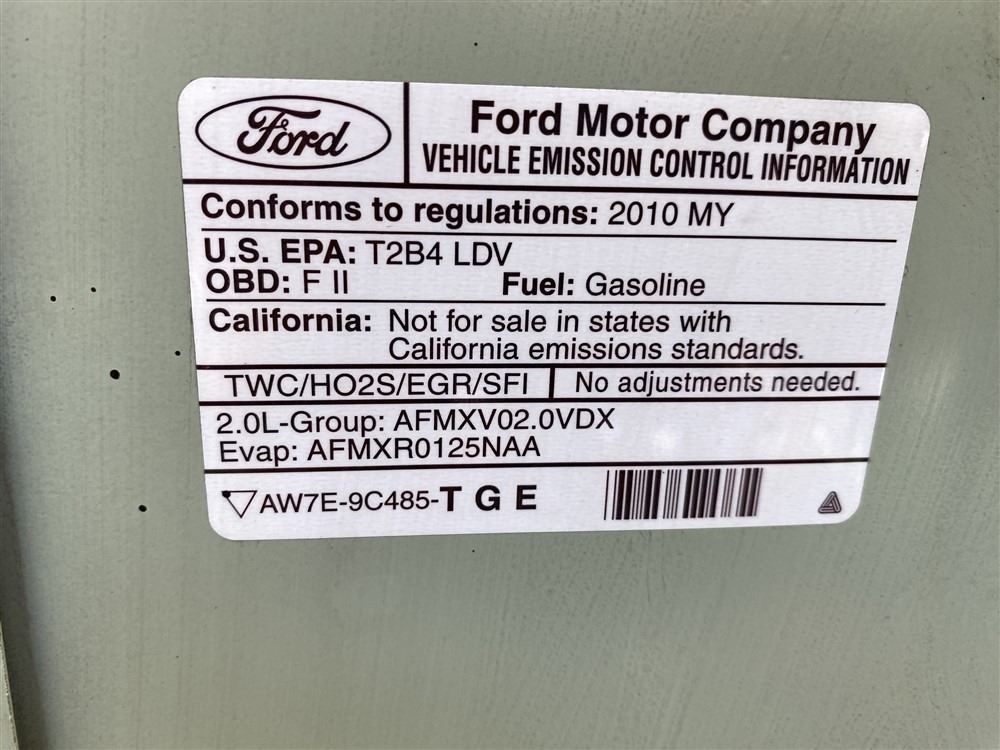 Ford
Ford Motor Company
VEHICLE EMISSION CONTROL INFORMATION
Conforms to regulations: 2010 MY
U.S. EPA: T2B4 LDV
OBD: F II Fuel: Gasoline
California: Not for sale in states with
California emissions standards.
TWC/HO2S/EGR/SFI No adjustments needed.
2.0L-Group: AFMXV02.0VDX
Evap: AFMXR0125NAA
AW7E-9C485-T G E